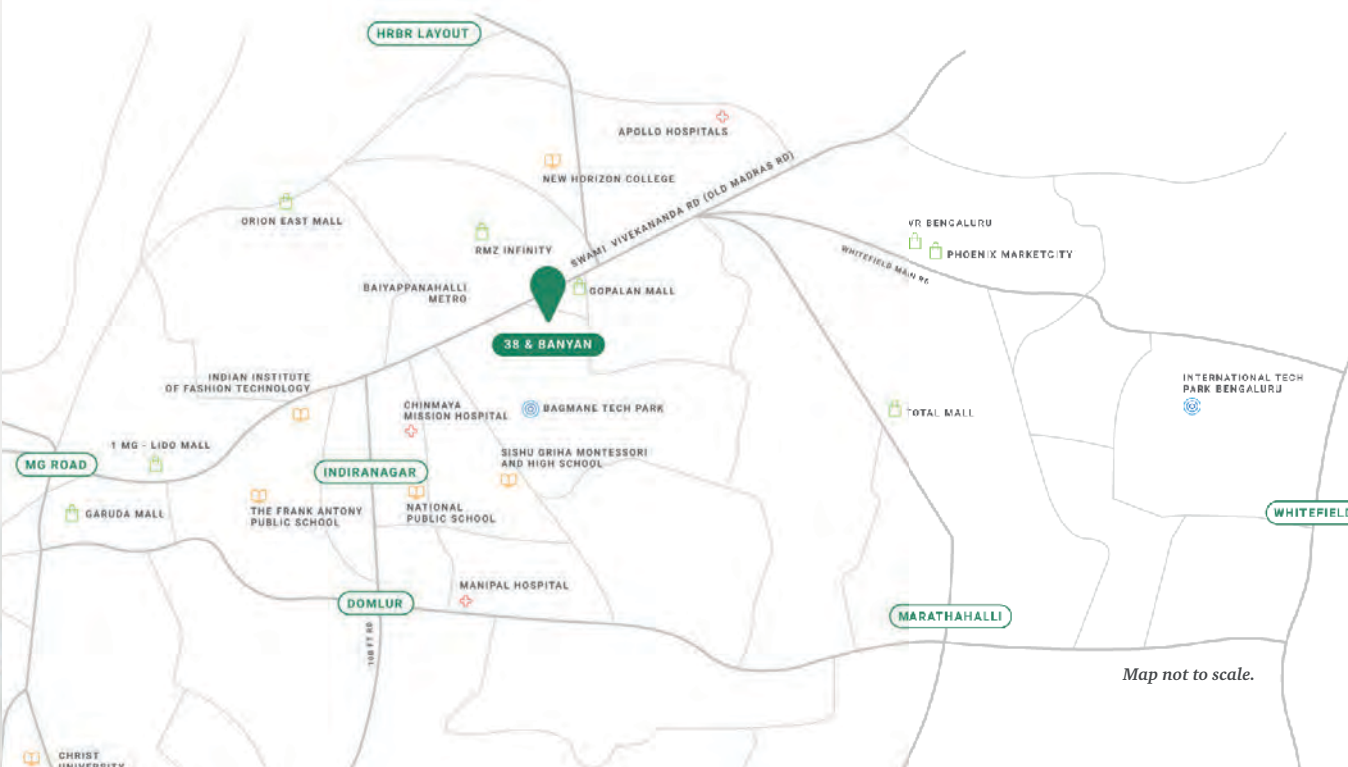 HRBR LAYOUT
APOLLO HOSPITALS
NEW HORIZON COLLEGE
SWAMI VIVEKANANDA RD (OLD MADRAS RD)
ORION EAST MALL
RMZ INFINITY
VR BENGALURU
PHOENIX MARKETCITY
WHITEFIELD MAIN RD
BAIYAPPANAHALLI
METRO
GOPALAN MALL
38 & BANYAN
INDIAN INSTITUTE
OF FASHION TECHNOLOGY
CHINMAYA
MISSION HOSPITAL
BAGMANE TECH PARK
TOTAL MALL
INTERNATIONAL TECH
PARK BENGALURU
1 MG - LIDO MALL
MG ROAD
INDIRANAGAR
SISHU GRIHA MONTESSORI
AND HIGH SCHOOL
GARUDA MALL
THE FRANK ANTONY
PUBLIC SCHOOL
NATIONAL
PUBLIC SCHOOL
WHITEFIELD
MANIPAL HOSPITAL
DOMLUR
100 FT RD
MARATHAHALLI
Map not to scale.
CHRIST
UNIVERSITY